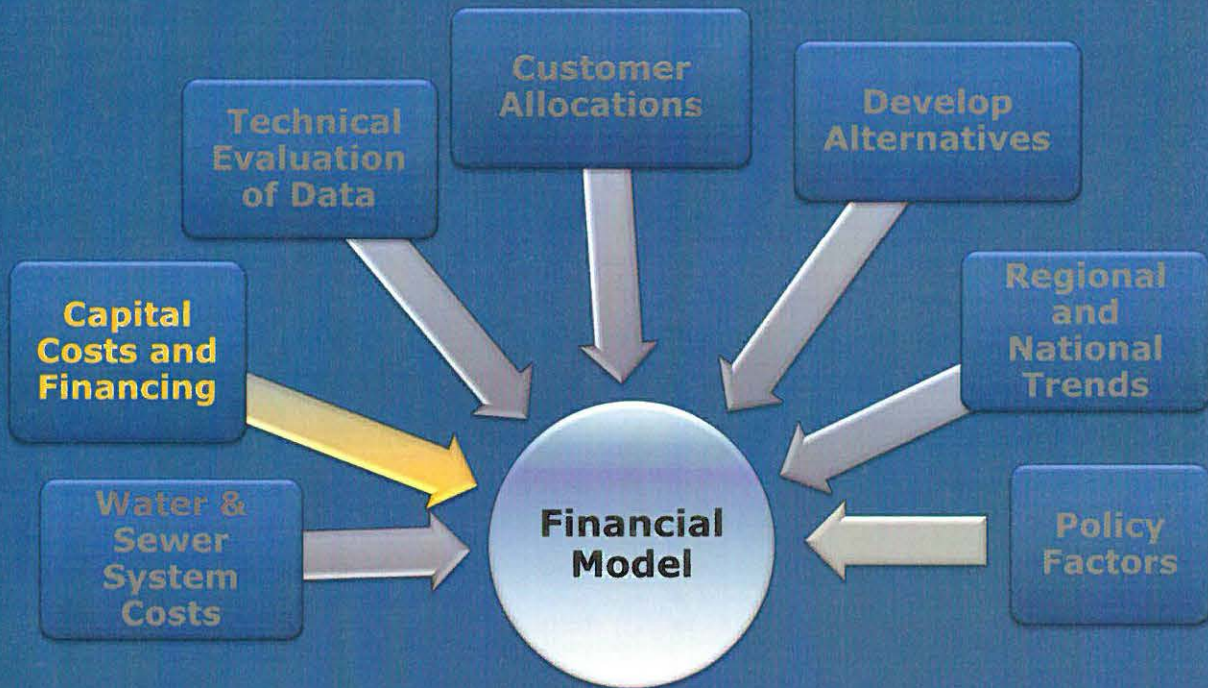 Customer
Allocations
Technical
Evaluation
of Data
Develop
Alternatives
Capital
Costs and
Financing
Regional
and
National
Trends
Water &
Sewer
System
Costs
Financial
Model
Policy
Factors